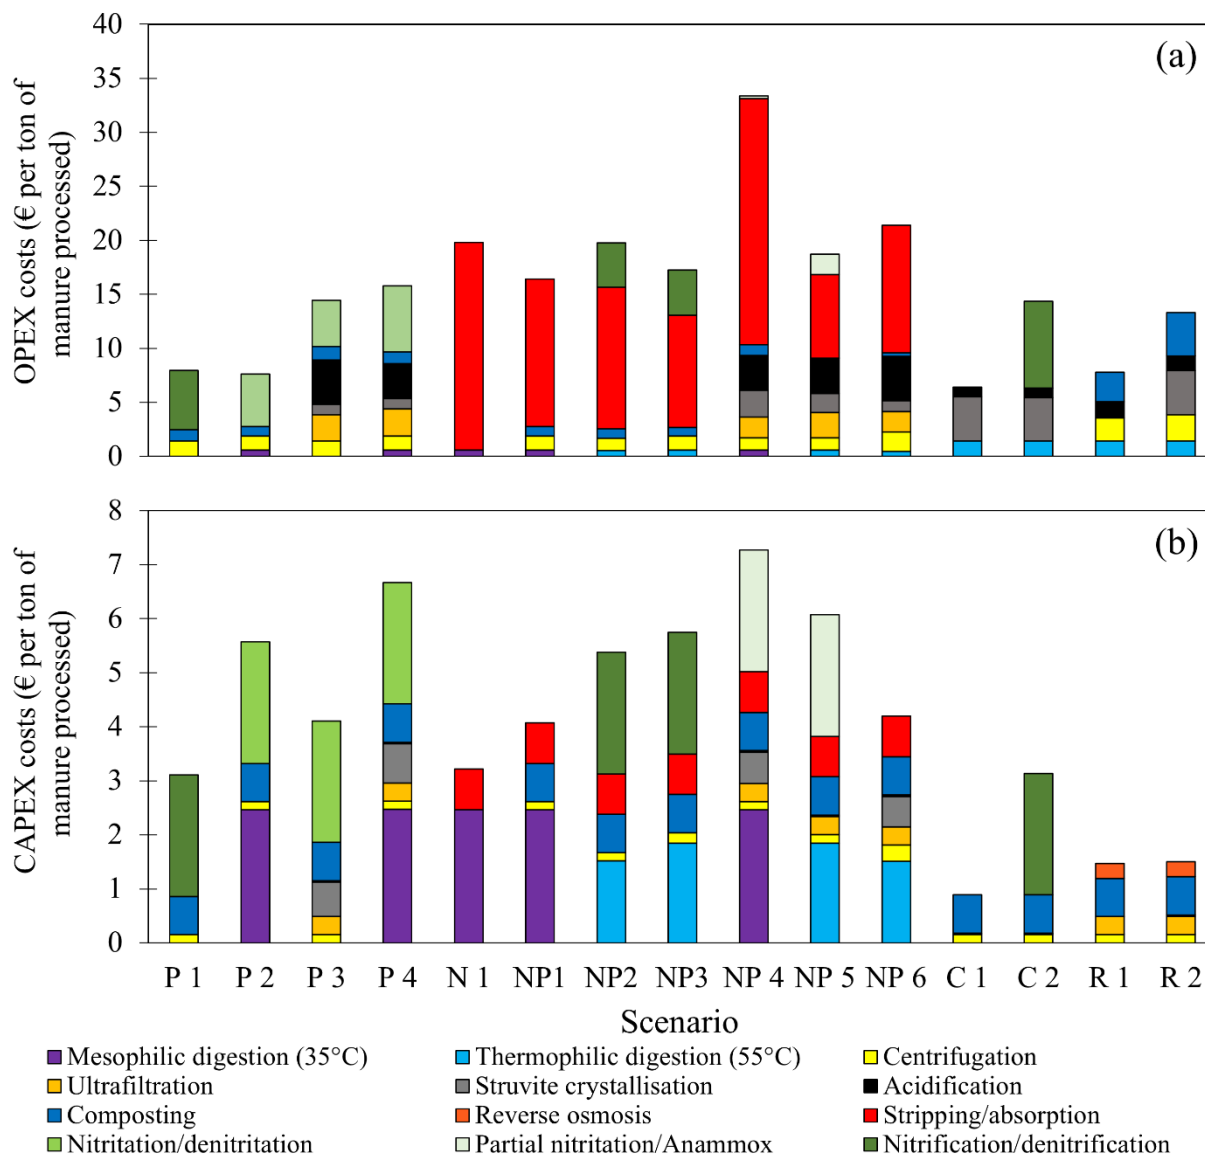 (a)
OPEX costs (€ per ton of
manure processed)
40
35
30
25
20
15
10
5
0
(b)
CAPEX costs (€ per ton of
manure processed)
8
7
6
5
4
3
2
1
0
P 1 P 2 P 3 P 4 N 1 NP1 NP2 NP3 NP 4 NP 5 NP 6 C 1 C 2 R 1 R 2
Scenario
Mesophilic digestion (35°C) Thermophilic digestion (55°C) Centrifugation
Ultrafiltration Struvite crystallisation Acidification
Composting Reverse osmosis Stripping/absorption
Nitritation/denitritation Partial nitritation/Anammox Nitrification/denitrification